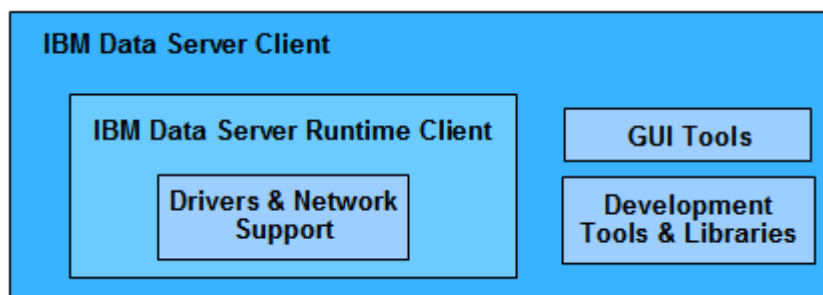 IBM Data Server Client
IBM Data Server Runtime Client
Drivers & Network
Support
GUI Tools
Development
Tools & Libraries